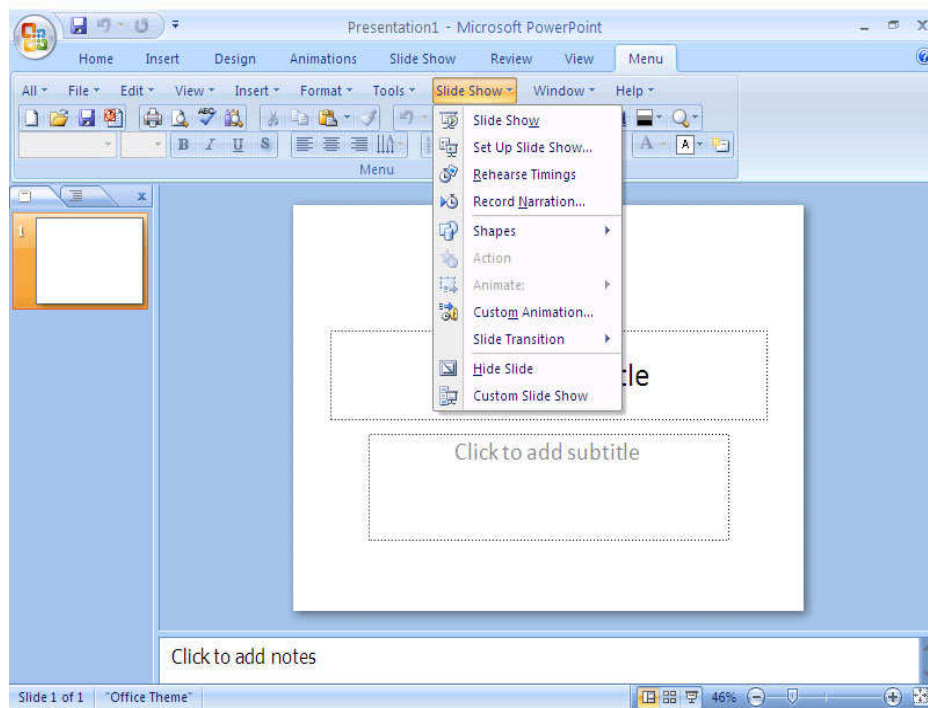 Presentation1 - Microsoft PowerPoint
Home Insert Design Animations Slide Show Review View Menu
All File Edit View Insert Format Tools Slide Show Window Help
B I U S A A
Menu
Slide Show
Set Up Slide Show...
Rehearse Timings
Record Narration...
Shapes
Action
Animate:
Custom Animation...
Slide Transition
Hide Slide
Custom Slide Show
1
tle
Click to add subtitle
Click to add notes
Slide 1 of 1 "Office Theme" 46%